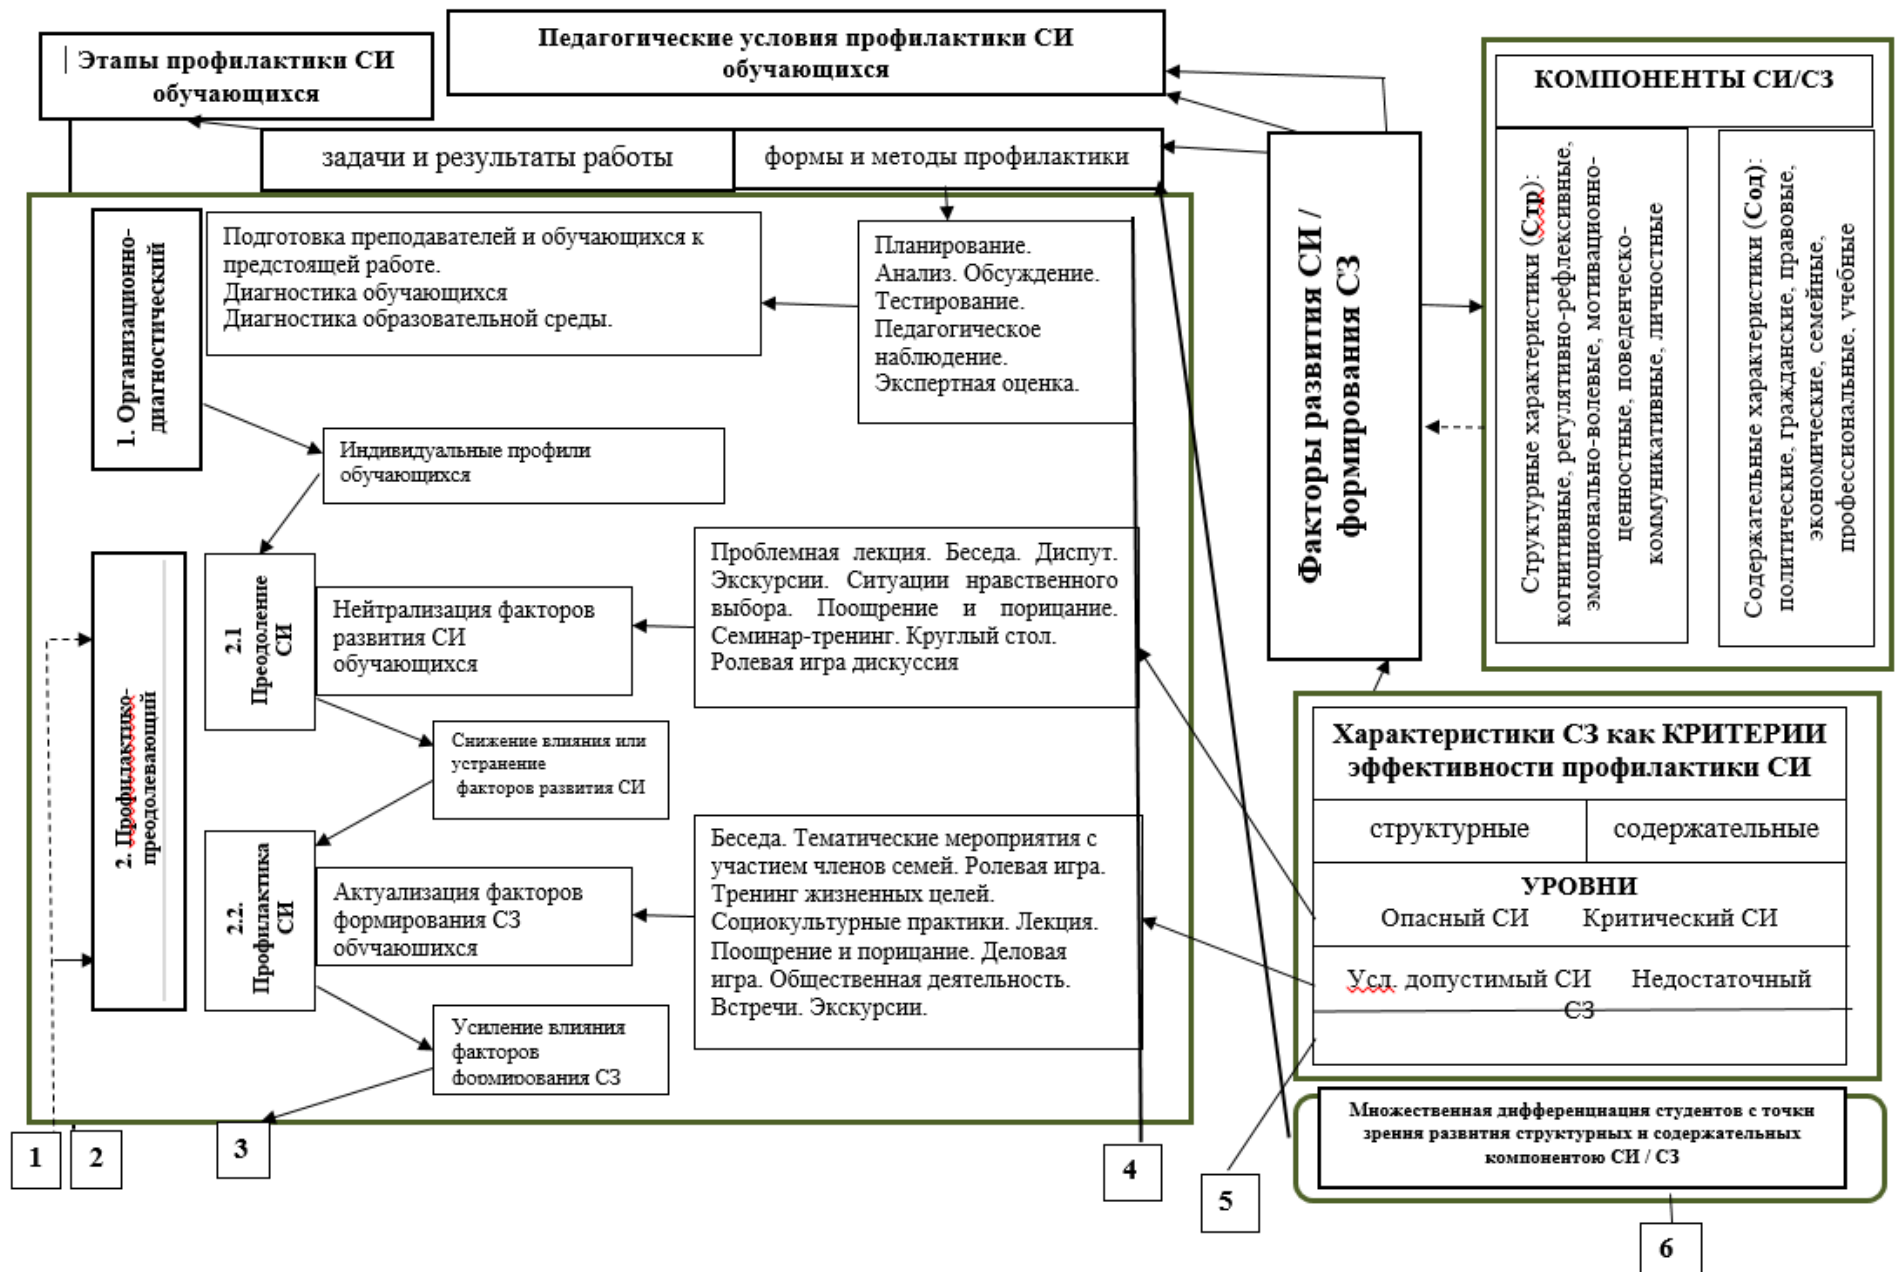 Этапы профилактики СИ
обучающихся
Педагогические условия профилактики СИ
обучающихся
задачи и результаты работы
формы и методы профилактики
1. Организационно-
диагностический
Подготовка преподавателей и обучающихся к
предстоящей работе.
Диагностика обучающихся
Диагностика образовательной среды.
Планирование.
Анализ. Обсуждение.
Тестирование.
Педагогическое
наблюдение.
Экспертная оценка.
Индивидуальные профили
обучающихся
2. Профилактико-
преодолевающий
2.1
Преодоление
СИ
Нейтрализация факторов
развития СИ
обучающихся
Проблемная лекция. Беседа. Диспут.
Экскурсии. Ситуации нравственного
выбора. Поощрение и порицание.
Семинар-тренинг. Круглый стол.
Ролевая игра дискуссия
Снижение влияния или
устранение
факторов развития СИ
2.2.
Профилактика
СИ
Актуализация факторов
формирования СЗ
обучающихся
Беседа. Тематические мероприятия с
участием членов семей. Ролевая игра.
Тренинг жизненных целей.
Социокультурные практики. Лекция.
Поощрение и порицание. Деловая
игра. Общественная деятельность.
Встречи. Экскурсии.
Усиление влияния
факторов
формирования СЗ
1
2
3
4
5
6
Факторы развития СИ /
формирования СЗ
КОМПОНЕНТЫ СИ/СЗ
Структурные характеристики (Стр):
когнитивные, регулятивно-рефлексивные,
эмоционально-волевые, мотивационно-
ценностные, поведенческо-
коммуникативные, личностные
Содержательные характеристики (Сод):
политические, гражданские, правовые,
экономические, семейные,
профессиональные, учебные
Характеристики СЗ как КРИТЕРИИ
эффективности профилактики СИ
структурные
содержательные
УРОВНИ
Опасный СИ Критический СИ
Усл. допустимый СИ Недостаточный
СЗ
Множественная дифференциация студентов с точки
зрения развития структурных и содержательных
компонентою СИ / СЗ